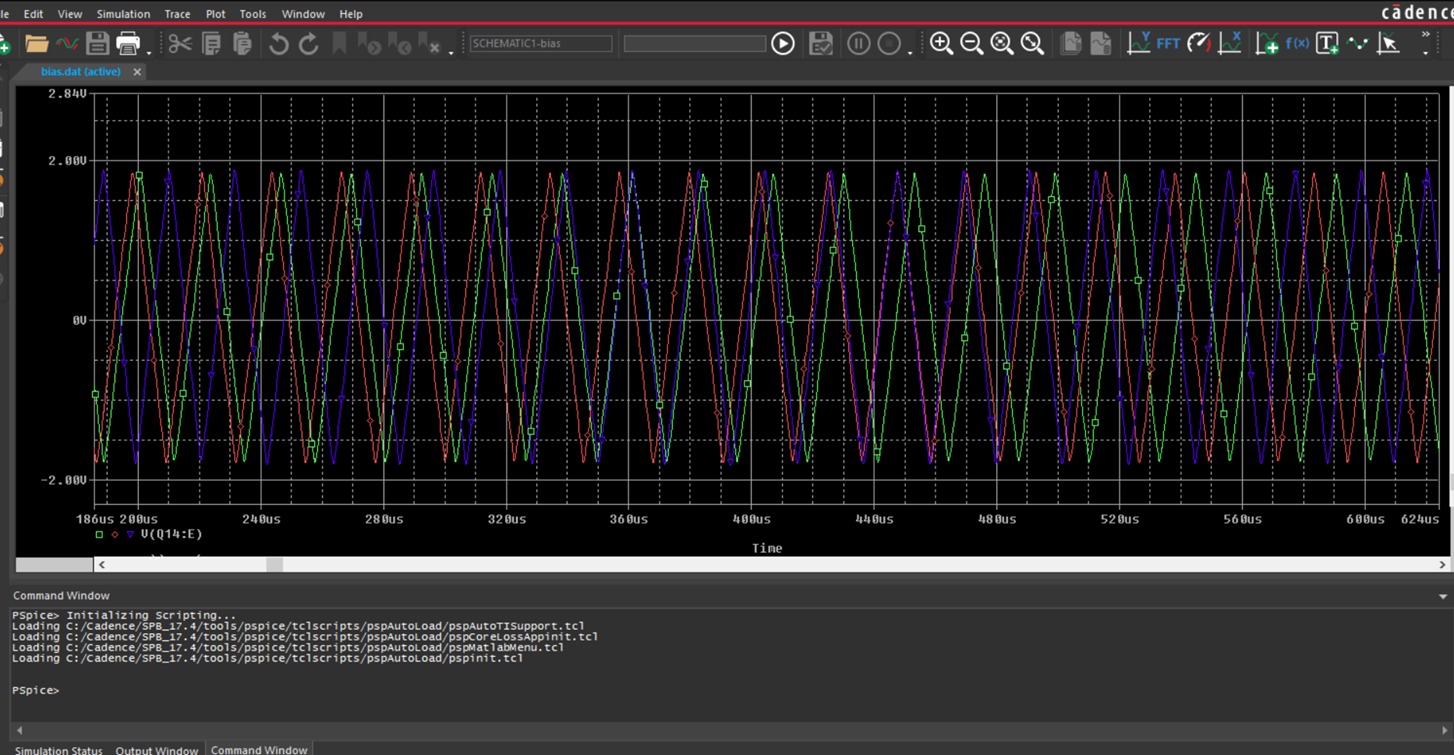 Edit View Simulation Trace Plot Tools Window Help
cādence
SCHEMATIC1-bias
FFT
f(x)
bias.dat (active)
2.84V
2.00V
0V
-2.00V
186us 200us 240us 280us 320us 360us 400us 440us 480us 520us 560us 600us 624us
V(Q14:E)
Time
Command Window
PSpice> Initializing Scripting...
Loading C:/Cadence/SPB_17.4/tools/pspice/tclscripts/pspAutoLoad/pspAutoTISupport.tcl
Loading C:/Cadence/SPB_17.4/tools/pspice/tclscripts/pspAutoLoad/pspCoreLossAppinit.tcl
Loading C:/Cadence/SPB_17.4/tools/pspice/tclscripts/pspAutoLoad/pspMatlabMenu.tcl
Loading C:/Cadence/SPB_17.4/tools/pspice/tclscripts/pspAutoLoad/pspinit.tcl
PSpice>
Simulation Status Output Window Command Window